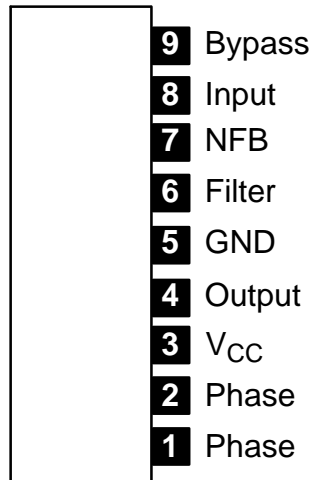 9 Bypass
8 Input
7 NFB
6 Filter
5 GND
4 Output
3 VCC
2 Phase
1 Phase